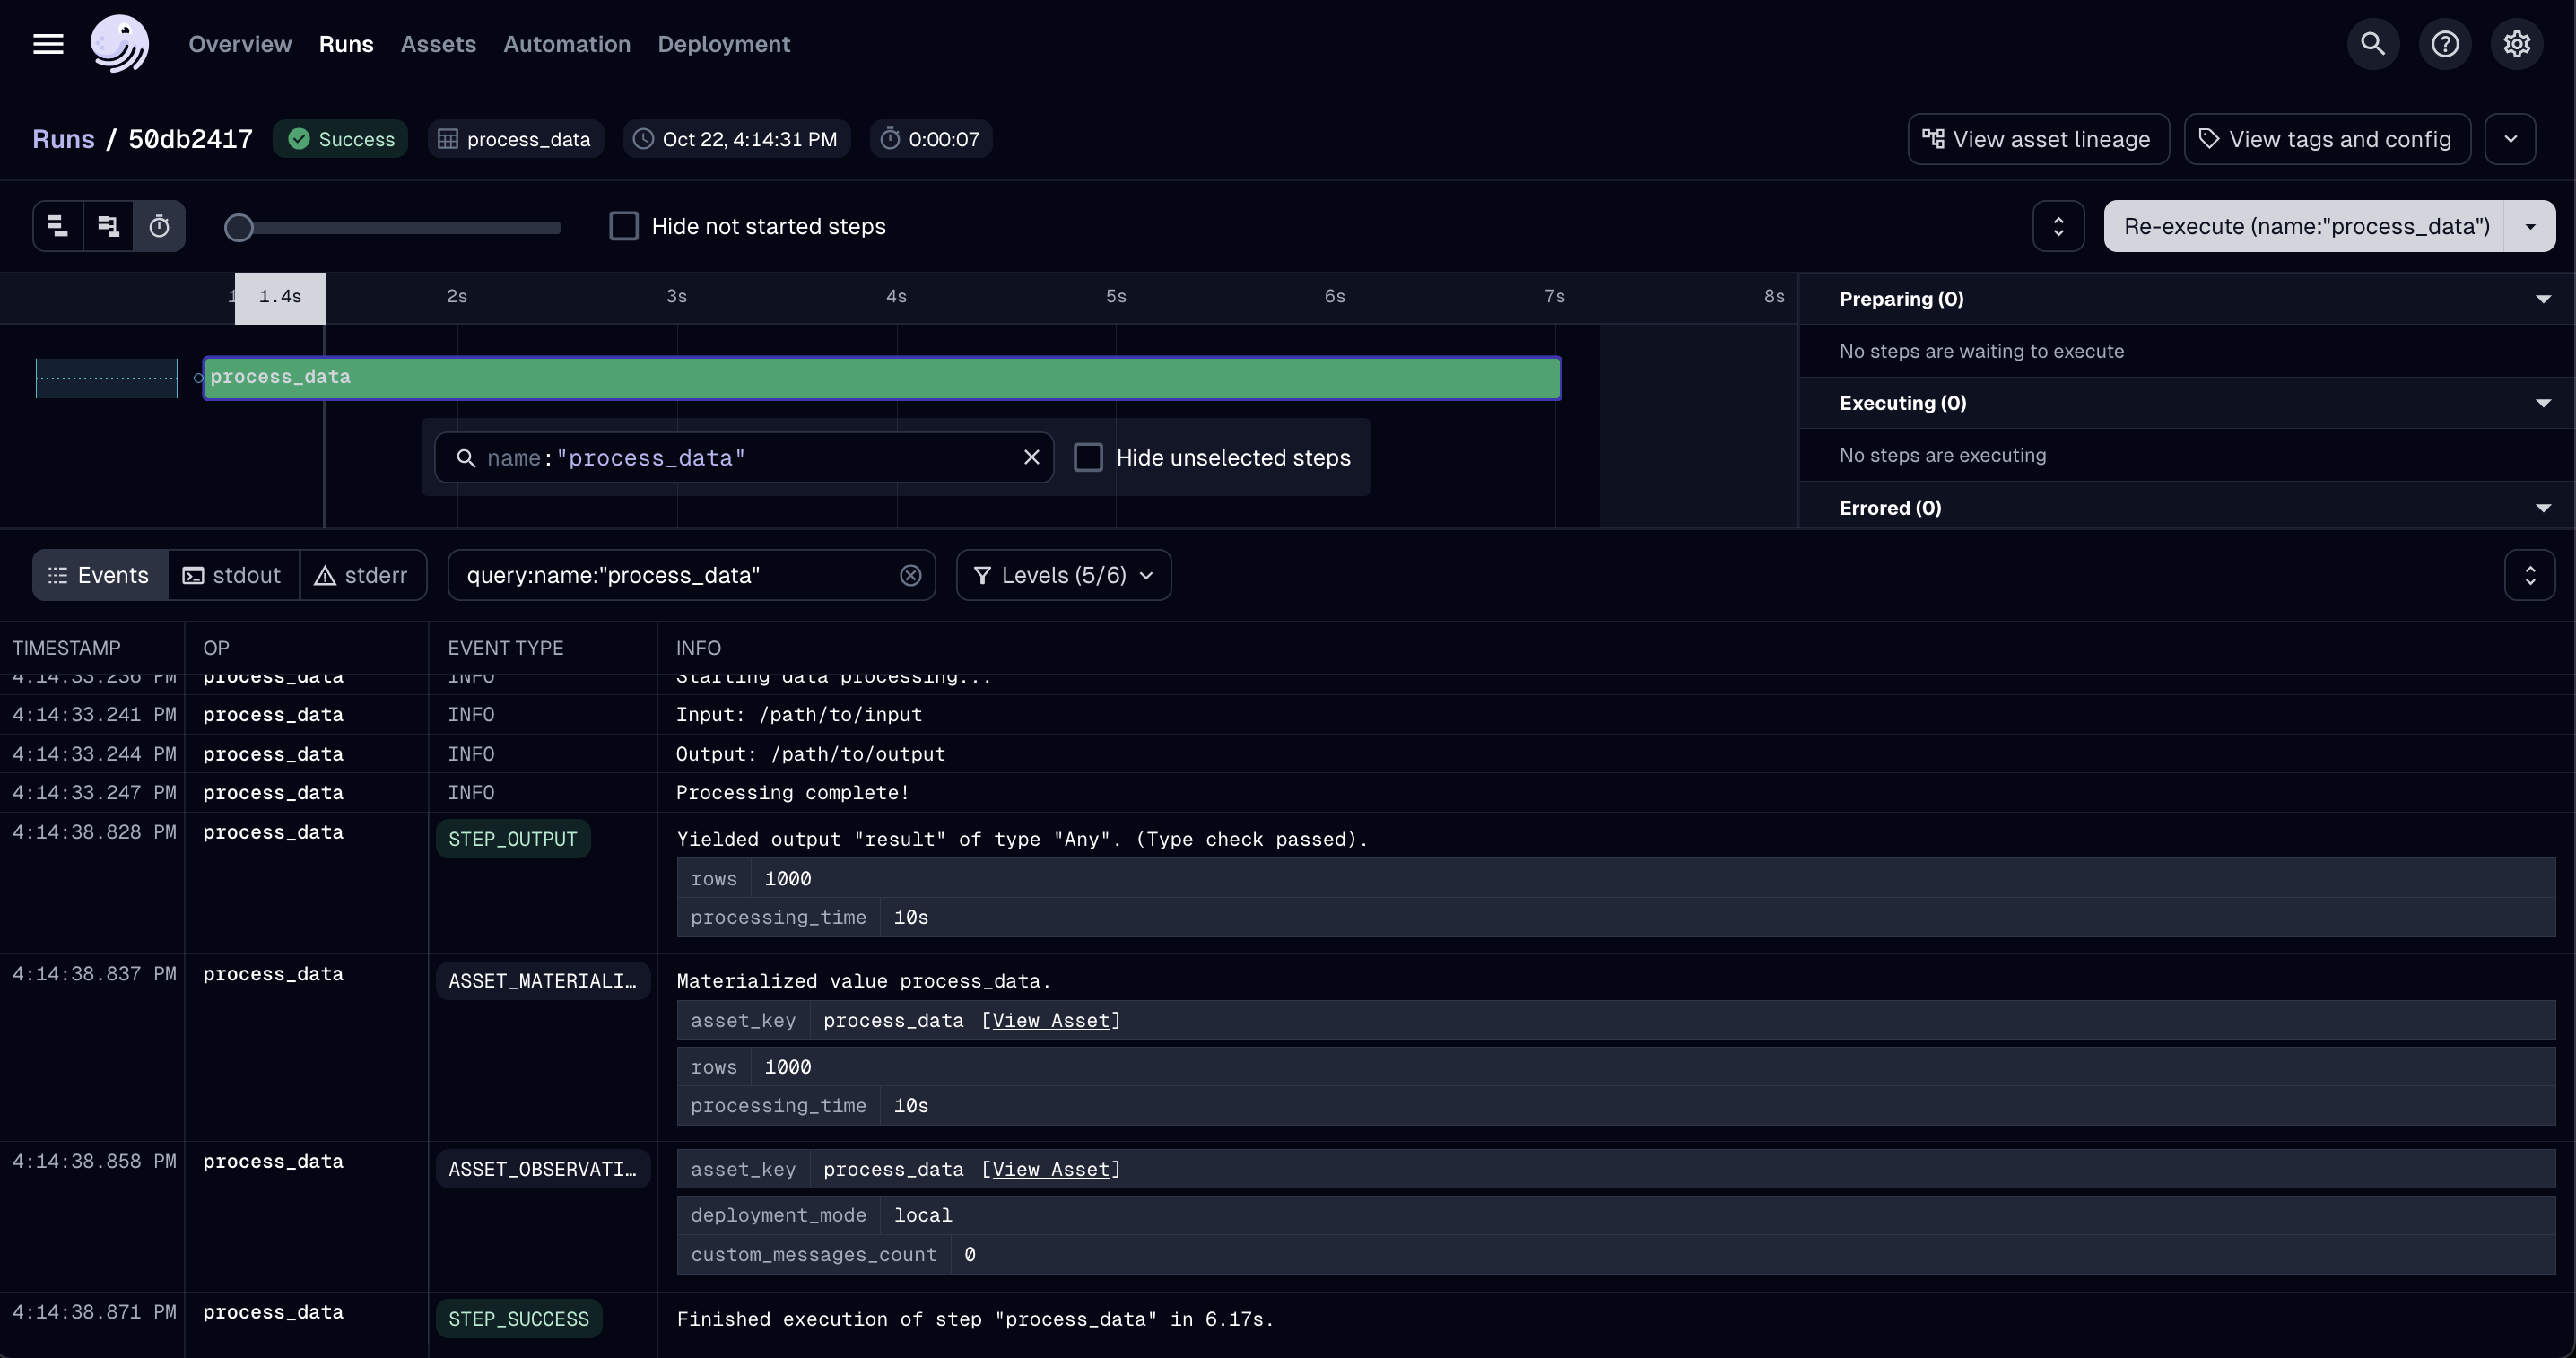 Overview Runs Assets Automation Deployment
Runs / 50db2417 Success process_data Oct 22, 4:14:31 PM 0:00:07 View asset lineage View tags and config
Hide not started steps Re-execute (name:"process_data")
1.4s 2s 3s 4s 5s 6s 7s 8s
process_data
name:"process_data" Hide unselected steps
Preparing (0)
No steps are waiting to execute
Executing (0)
No steps are executing
Errored (0)
Events stdout stderr query:name:"process_data" Levels (5/6)
TIMESTAMP OP EVENT TYPE INFO
4:14:33.236 PM process_data INFO Starting data processing...
4:14:33.241 PM process_data INFO Input: /path/to/input
4:14:33.244 PM process_data INFO Output: /path/to/output
4:14:33.247 PM process_data INFO Processing complete!
4:14:38.828 PM process_data STEP_OUTPUT Yielded output "result" of type "Any". (Type check passed).
rows 1000
processing_time 10s
4:14:38.837 PM process_data ASSET_MATERIALI… Materialized value process_data.
asset_key process_data [View Asset]
rows 1000
processing_time 10s
4:14:38.858 PM process_data ASSET_OBSERVATI… asset_key process_data [View Asset]
deployment_mode local
custom_messages_count 0
4:14:38.871 PM process_data STEP_SUCCESS Finished execution of step "process_data" in 6.17s.